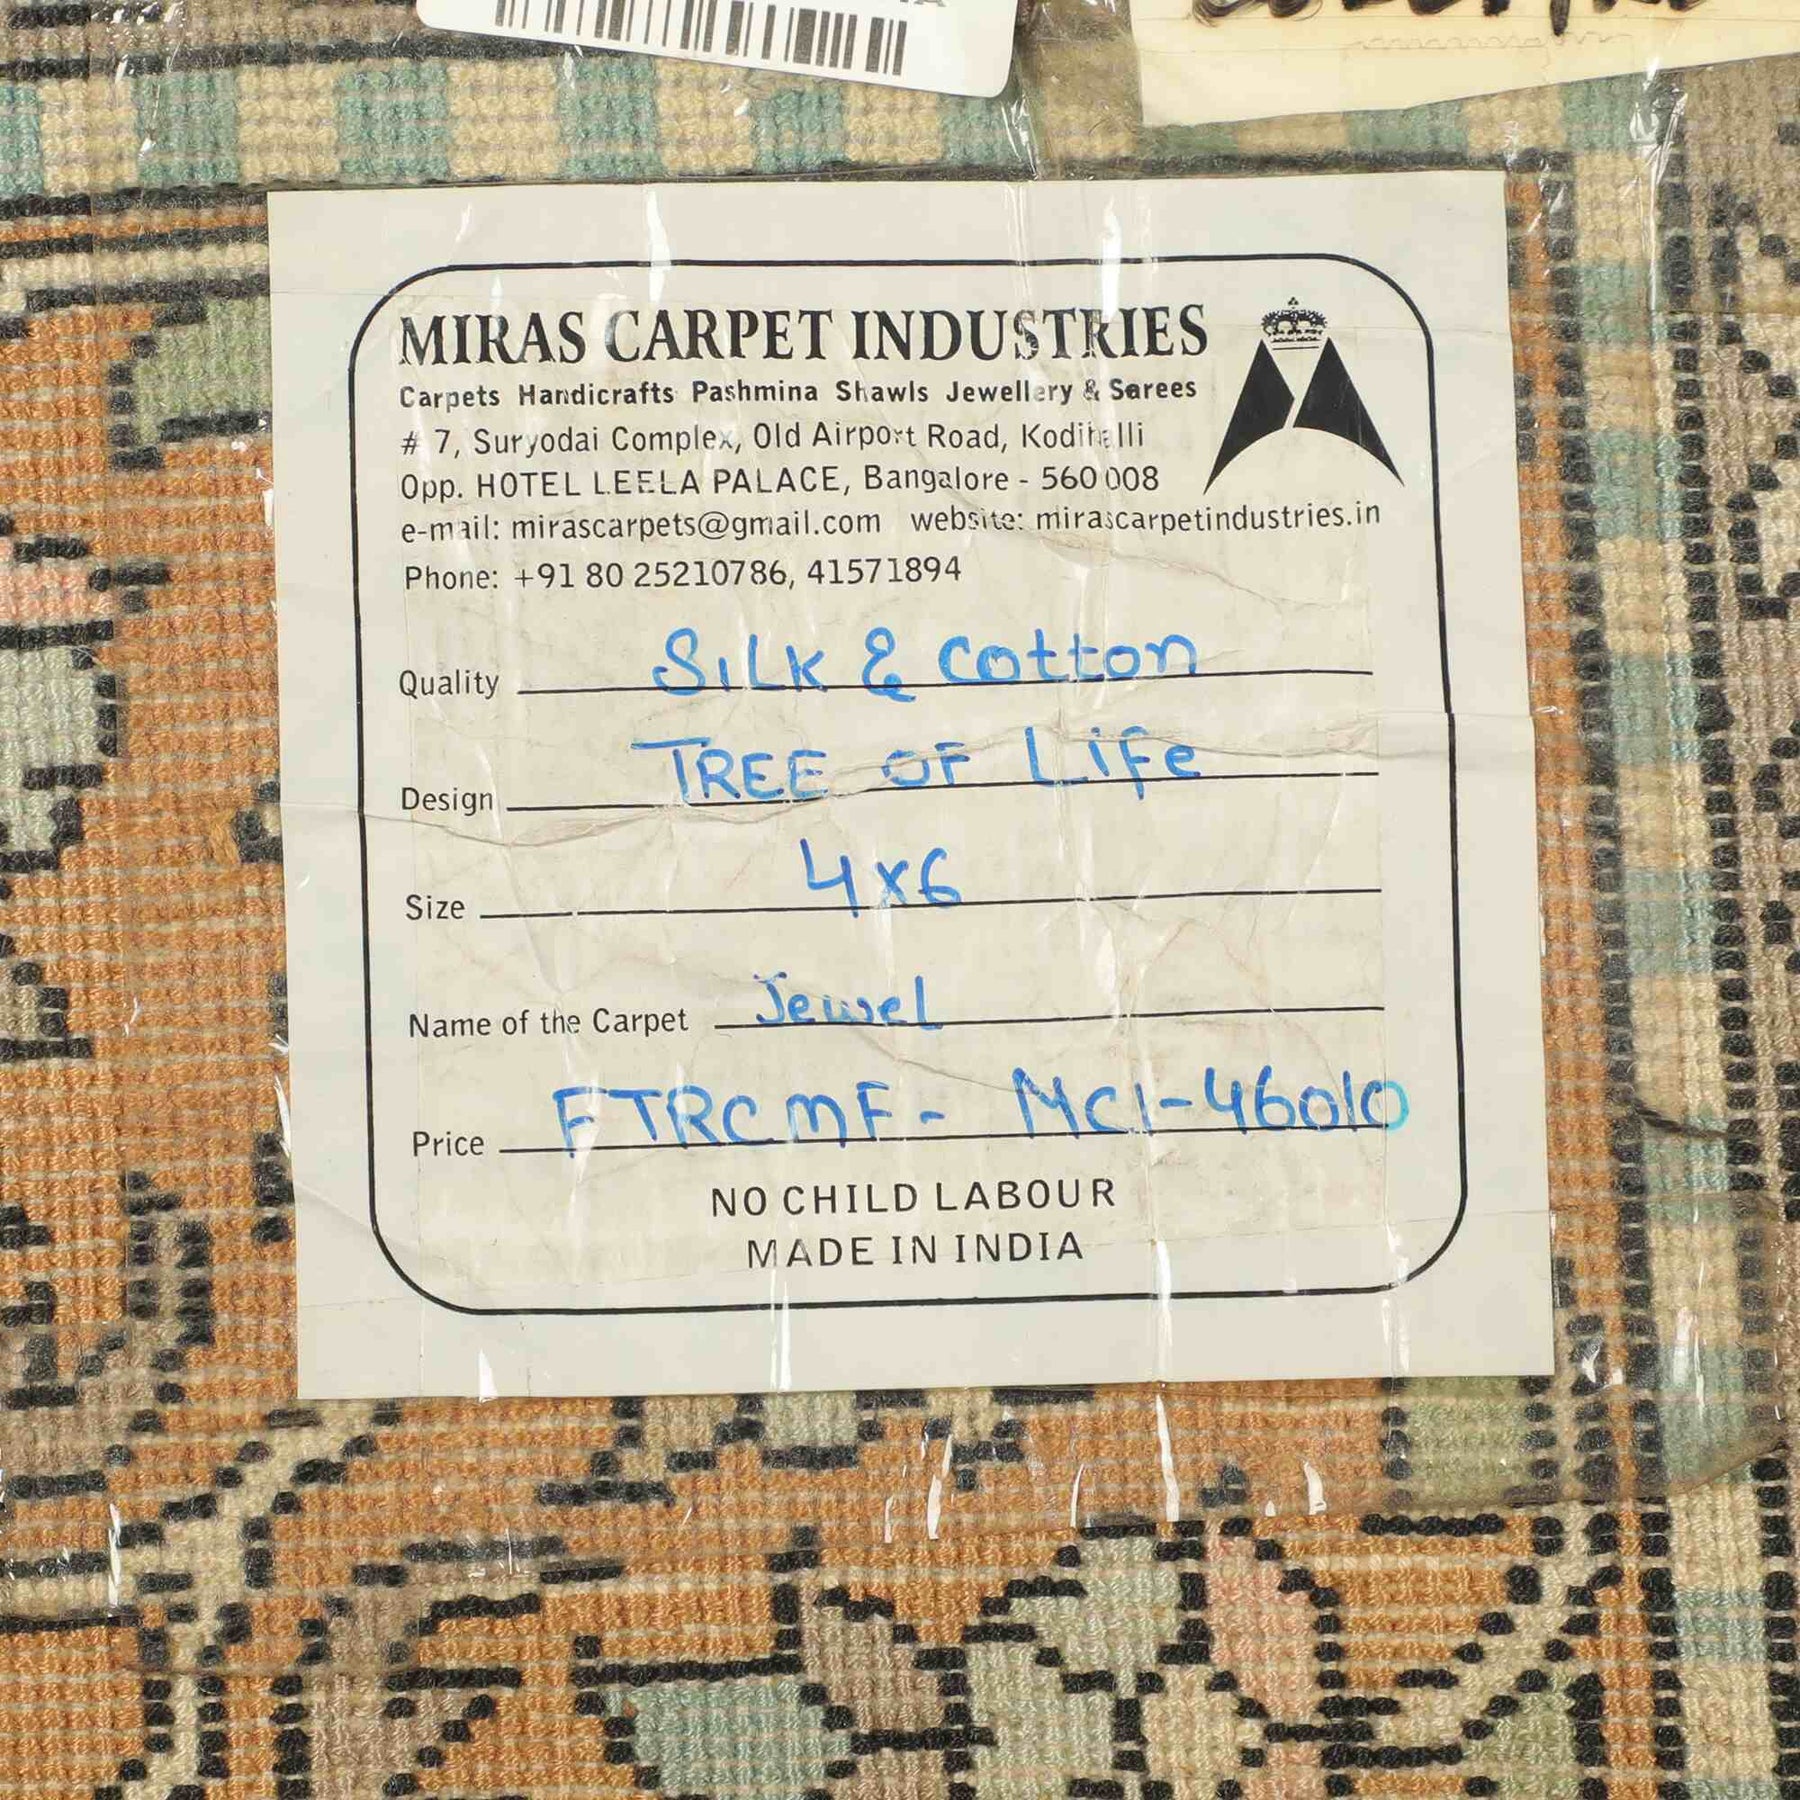 MIRAS CARPET INDUSTRIES
Carpets Handicrafts Pashmina Shawls Jewellery & Sarees
# 7, Suryodai Complex, Old Airport Road, Kodihalli
Opp. HOTEL LEELA PALACE, Bangalore - 560 008
e-mail: mirascarpets@gmail.com website: mirascarpetindustries.in
Phone: +91 80 25210786, 41571894
Quality SILK & Cotton
Design TREE OF Life
Size 4x6
Name of the Carpet Jewel
Price FTRCMF - MCI-46010
NO CHILD LABOUR
MADE IN INDIA